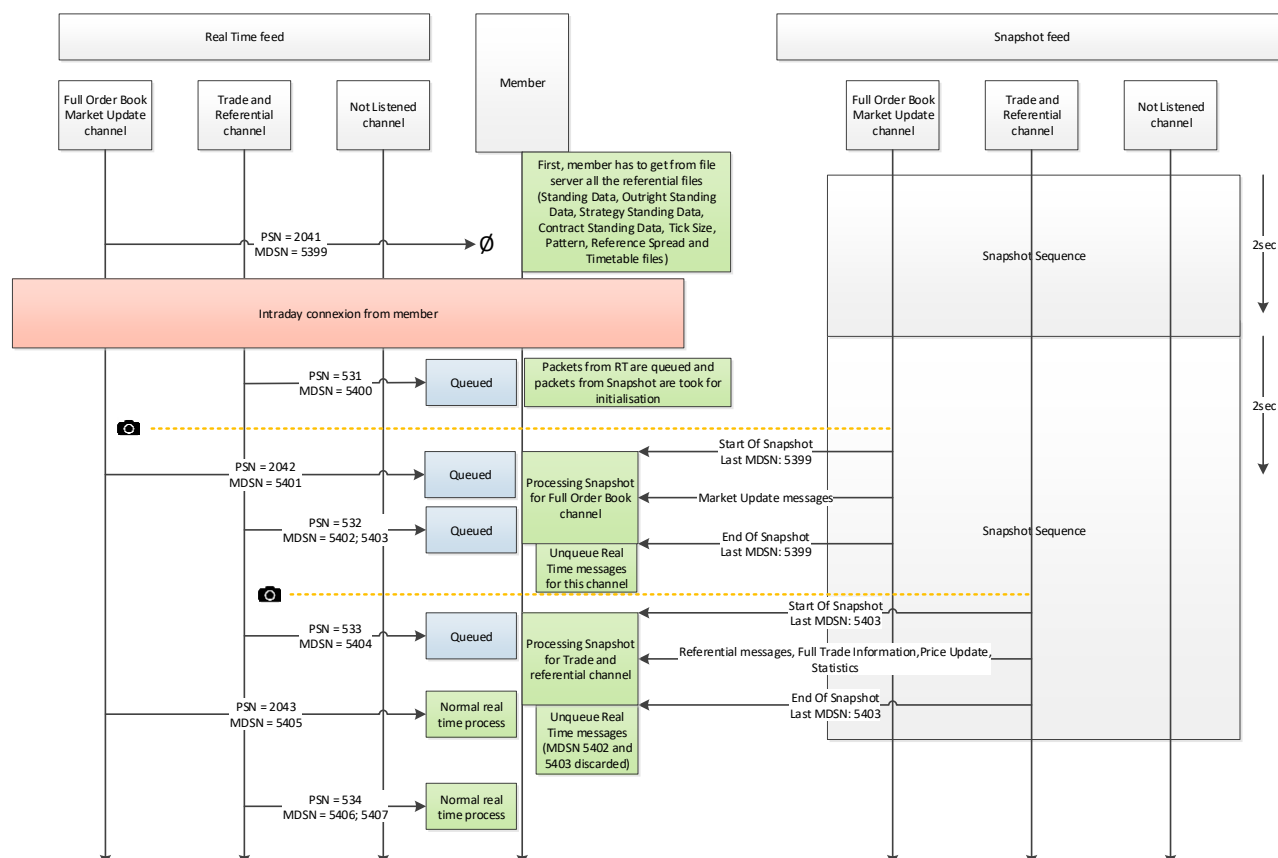 Real Time feed
Member
Snapshot feed
Full Order Book
Market Update
channel
Trade and
Referential
channel
Not Listened
channel
Full Order Book
Market Update
channel
Trade and
Referential
channel
Not Listened
channel
First, member has to get from file
server all the referential files
(Standing Data, Outright Standing
Data, Strategy Standing Data,
Contract Standing Data, Tick Size,
Pattern, Reference Spread and
Timetable files)
PSN = 2041
MDSN = 5399
Ø
Snapshot Sequence
2sec
Intraday connexion from member
PSN = 531
MDSN = 5400
Queued
Packets from RT are queued and
packets from Snapshot are took for
initialisation
2sec
Start Of Snapshot
Last MDSN: 5399
PSN = 2042
MDSN = 5401
Queued
Processing Snapshot
for Full Order Book
channel
Market Update messages
PSN = 532
MDSN = 5402; 5403
Queued
End Of Snapshot
Last MDSN: 5399
Snapshot Sequence
Unqueue Real
Time messages
for this channel
Start Of Snapshot
Last MDSN: 5403
PSN = 533
MDSN = 5404
Queued
Processing Snapshot
for Trade and
referential channel
Referential messages, Full Trade Information,Price Update,
Statistics
End Of Snapshot
Last MDSN: 5403
PSN = 2043
MDSN = 5405
Normal real
time process
Unqueue Real
Time messages
(MDSN 5402 and
5403 discarded)
PSN = 534
MDSN = 5406; 5407
Normal real
time process